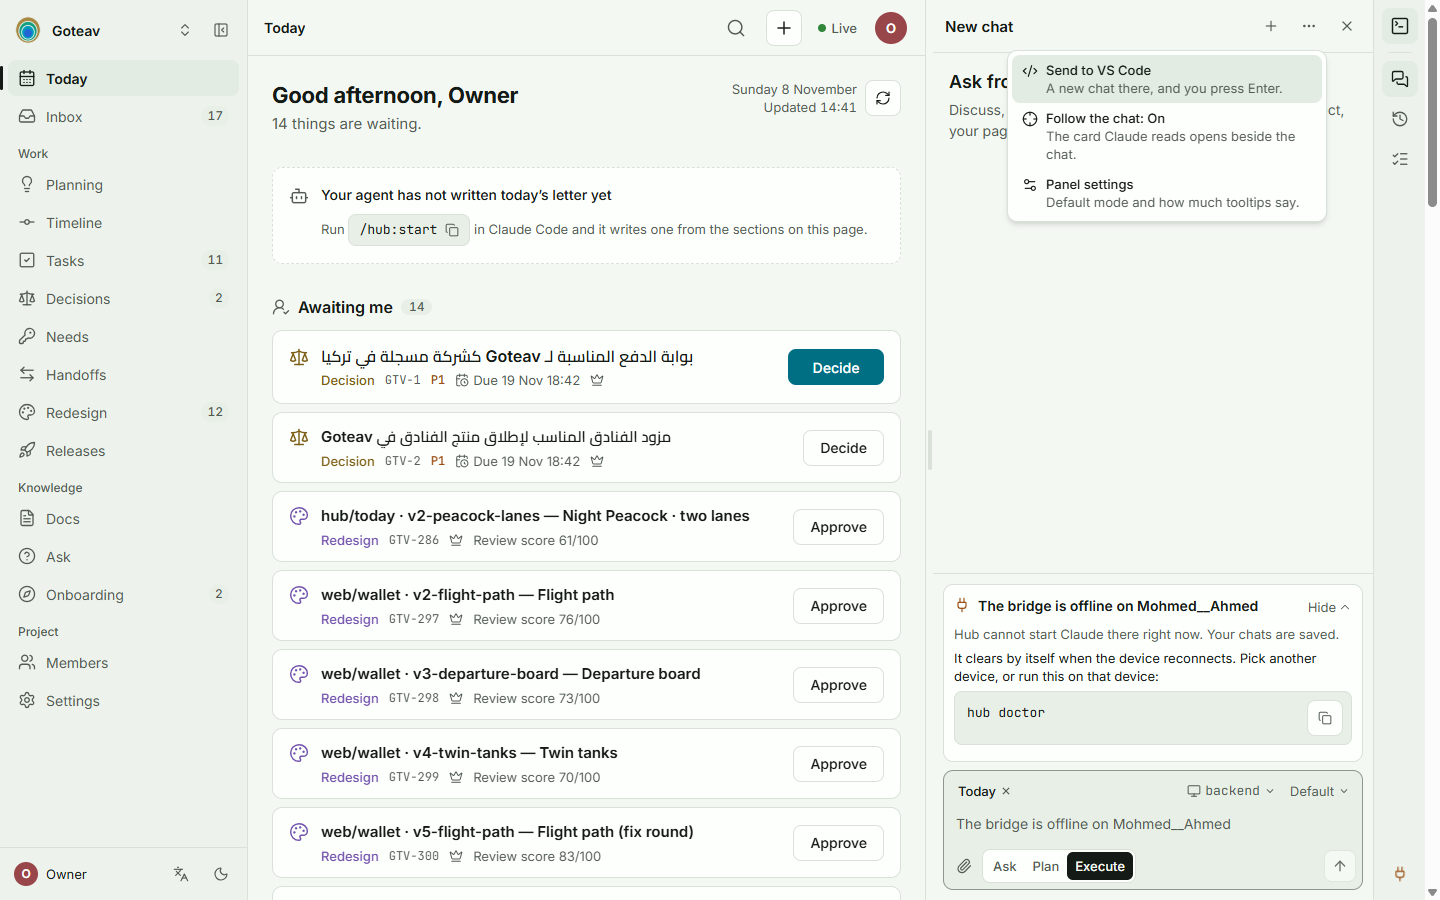 Goteav
Today
Inbox 17
Work
Planning
Timeline
Tasks 11
Decisions 2
Needs
Handoffs
Redesign 12
Releases
Knowledge
Docs
Ask
Onboarding 2
Project
Members
Settings
O Owner
Today
Live
O
Good afternoon, Owner
14 things are waiting.
Sunday 8 November
Updated 14:41
Your agent has not written today’s letter yet
Run /hub:start in Claude Code and it writes one from the sections on this page.
Awaiting me 14
بوابة الدفع المناسبة لـ Goteav كشركة مسجلة في تركيا
Decision GTV-1 P1 Due 19 Nov 18:42
Decide
مزود الفنادق المناسب لإطلاق منتج الفنادق في Goteav
Decision GTV-2 P1 Due 19 Nov 18:42
Decide
hub/today · v2-peacock-lanes — Night Peacock · two lanes
Redesign GTV-286 Review score 61/100
Approve
web/wallet · v2-flight-path — Flight path
Redesign GTV-297 Review score 76/100
Approve
web/wallet · v3-departure-board — Departure board
Redesign GTV-298 Review score 73/100
Approve
web/wallet · v4-twin-tanks — Twin tanks
Redesign GTV-299 Review score 70/100
Approve
web/wallet · v5-flight-path — Flight path (fix round)
Redesign GTV-300 Review score 83/100
Approve
New chat
Ask fro
Discuss, ct,
your pag
Send to VS Code
A new chat there, and you press Enter.
Follow the chat: On
The card Claude reads opens beside the
chat.
Panel settings
Default mode and how much tooltips say.
The bridge is offline on Mohmed__Ahmed
Hide
Hub cannot start Claude there right now. Your chats are saved.
It clears by itself when the device reconnects. Pick another
device, or run this on that device:
hub doctor
Today × backend Default
The bridge is offline on Mohmed__Ahmed
Ask Plan Execute